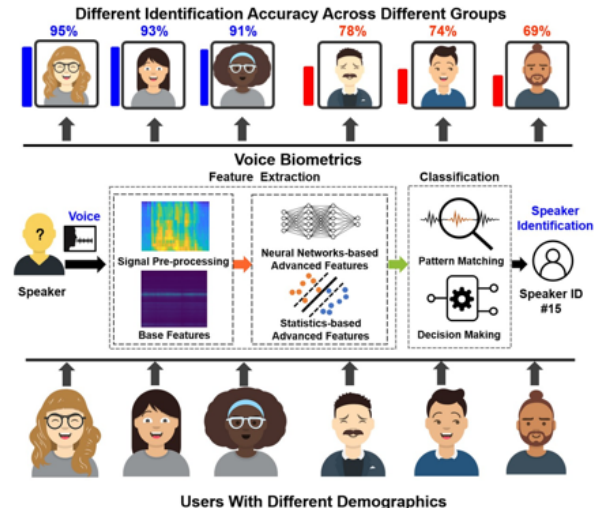 Different Identification Accuracy Across Different Groups
95% 93% 91% 78% 74% 69%
Voice Biometrics
Feature Extraction
Classification
Voice
?
Speaker
Signal Pre-processing
Base Features
Neural Networks-based
Advanced Features
Statistics-based
Advanced Features
Pattern Matching
Decision Making
Speaker
Identification
Speaker ID
#15
Users With Different Demographics